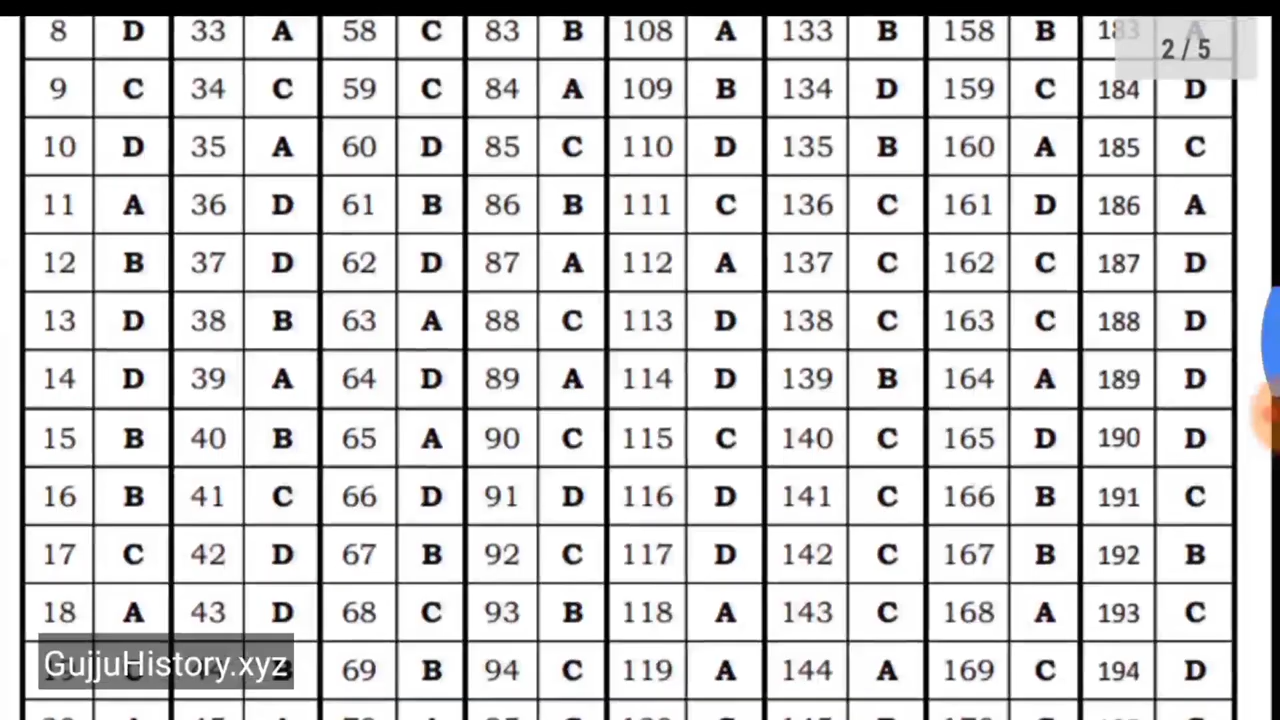 8 D 33 A 58 C 83 B 108 A 133 B 158 B 183 A
2 / 5
9 C 34 C 59 C 84 A 109 B 134 D 159 C 184 D
10 D 35 A 60 D 85 C 110 D 135 B 160 A 185 C
11 A 36 D 61 B 86 B 111 C 136 C 161 D 186 A
12 B 37 D 62 D 87 A 112 A 137 C 162 C 187 D
13 D 38 B 63 A 88 C 113 D 138 C 163 C 188 D
14 D 39 A 64 D 89 A 114 D 139 B 164 A 189 D
15 B 40 B 65 A 90 C 115 C 140 C 165 D 190 D
16 B 41 C 66 D 91 D 116 D 141 C 166 B 191 C
17 C 42 D 67 B 92 C 117 D 142 C 167 B 192 B
18 A 43 D 68 C 93 B 118 A 143 C 168 A 193 C
19 C 44 B 69 B 94 C 119 A 144 A 169 C 194 D
GujjuHistory.xyz